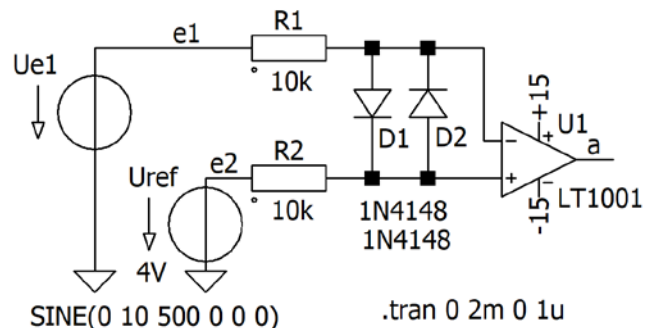 e1
R1
Ue1
10k
D1
D2
+15
U1
-
+
a
+
-
-15
LT1001
Uref
e2
R2
10k
4V
1N4148
1N4148
SINE(0 10 500 0 0 0)
.tran 0 2m 0 1u